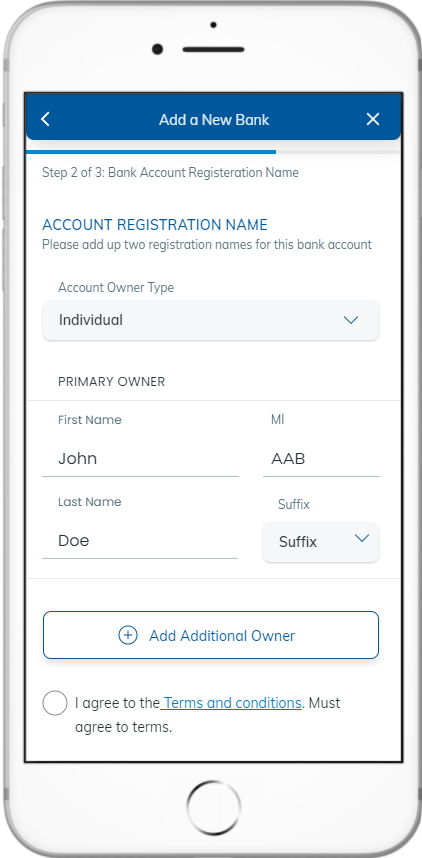 Add a New Bank
Step 2 of 3: Bank Account Registeration Name
ACCOUNT REGISTRATION NAME
Please add up two registration names for this bank account
Account Owner Type
Individual
PRIMARY OWNER
First Name MI
John AAB
Last Name Suffix
Doe Suffix
Add Additional Owner
I agree to the Terms and conditions. Must
agree to terms.